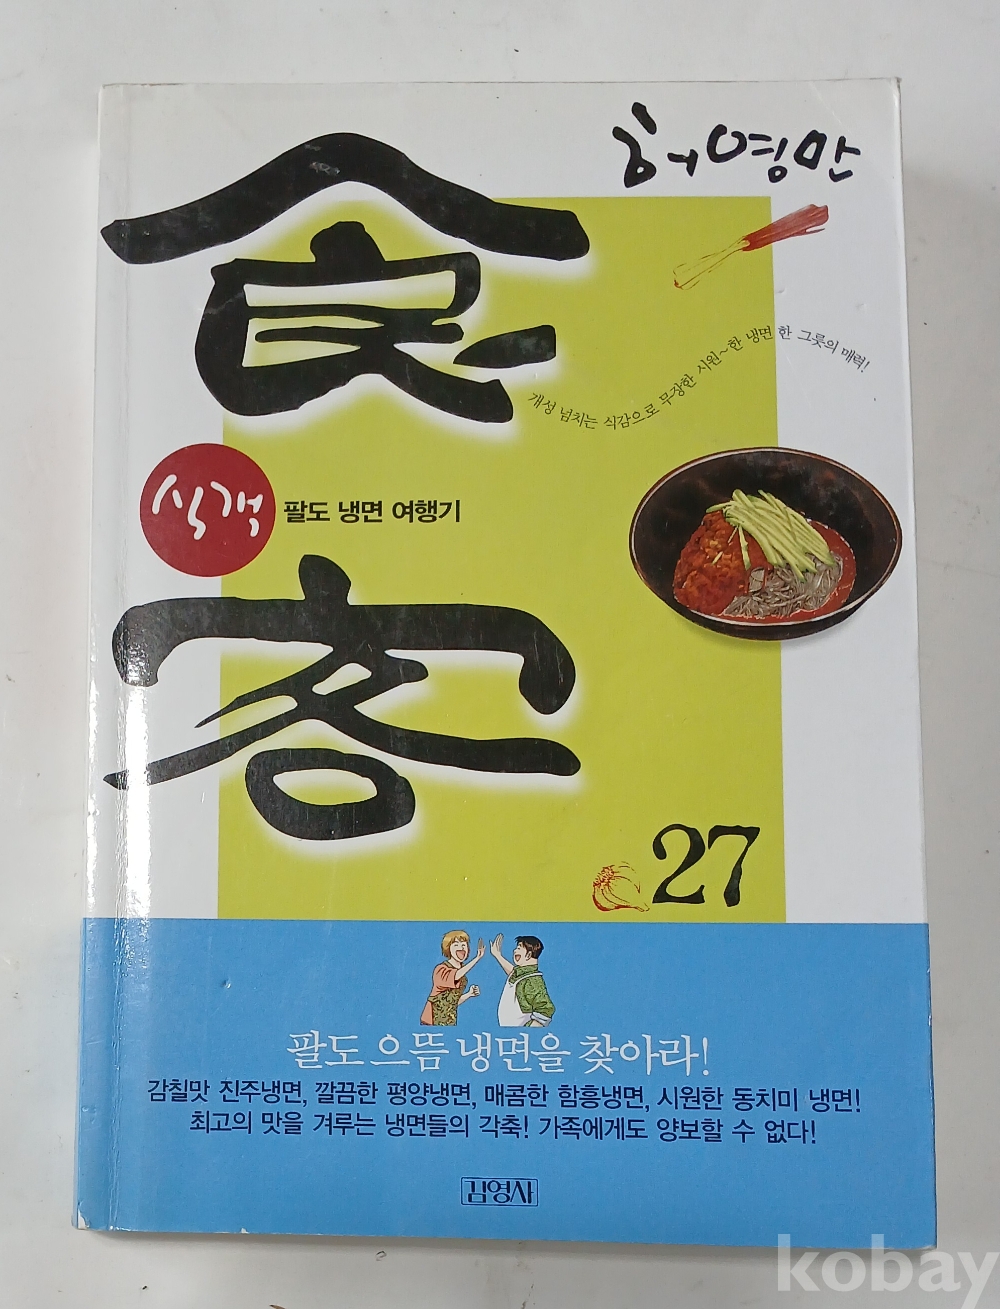 허영만
食
개성 넘치는 식감으로 무장한 시원~한 냉면 한 그릇의 매력!
식객
팔도 냉면 여행기
客
27
팔도 으뜸 냉면을 찾아라!
감칠맛 진주냉면, 깔끔한 평양냉면, 매콤한 함흥냉면, 시원한 동치미 냉면!
최고의 맛을 겨루는 냉면들의 각축! 가족에게도 양보할 수 없다!
김영사
kobay